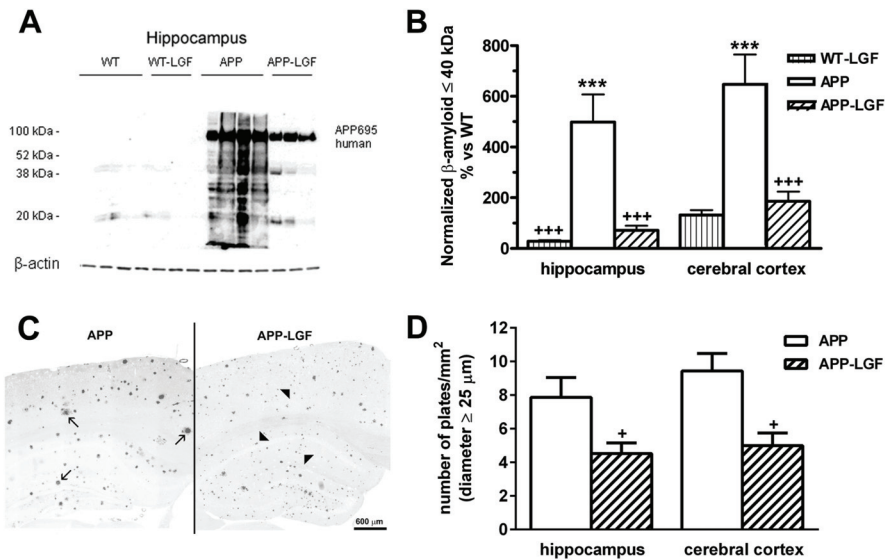 A
Hippocampus
WT WT-LGF APP APP-LGF
100 kDa -
52 kDa -
38 kDa -
20 kDa -
APP695
human
β-actin
B
Normalized β-amyloid ≤ 40 kDa
% vs WT
800
600
400
200
0
WT-LGF
APP
APP-LGF
*** ***
+++ +++ +++
hippocampus cerebral cortex
C
APP APP-LGF
600 μm
D
number of plates/mm²
(diameter ≥ 25 μm)
12
10
8
6
4
2
0
APP
APP-LGF
+ +
hippocampus cerebral cortex